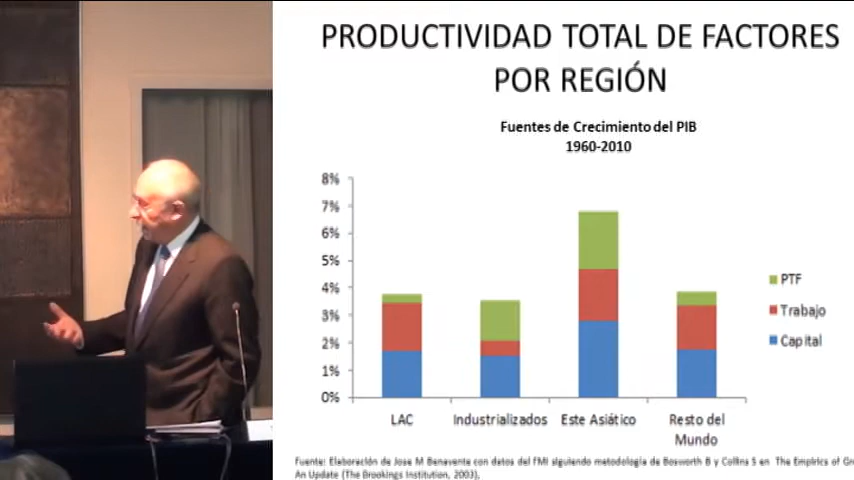 PRODUCTIVIDAD TOTAL DE FACTORES
POR REGIÓN
Fuentes de Crecimiento del PIB
1960-2010
8%
7%
6%
5%
4%
3%
2%
1%
0%
PTF
Trabajo
Capital
LAC
Industrializados
Este Asiático
Resto del
Mundo
Fuente: Elaboración de Jose M Benavente con datos del FMI siguiendo metodología de Bosworth B y Collins S en The Empirics of
An Update (The Brookings Institution, 2003).